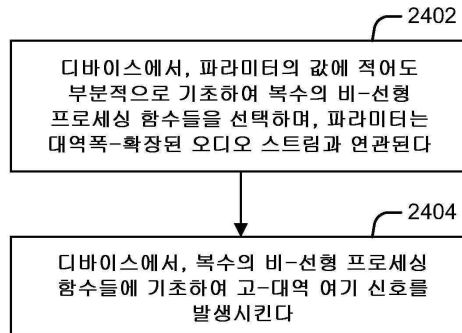 2402
디바이스에서, 파라미터의 값에 적어도
부분적으로 기초하여 복수의 비-선형
프로세싱 함수들을 선택하며, 파라미터는
대역폭-확장된 오디오 스트림과 연관된다
2404
디바이스에서, 복수의 비-선형 프로세싱
함수들에 기초하여 고-대역 여기 신호를
발생시킨다